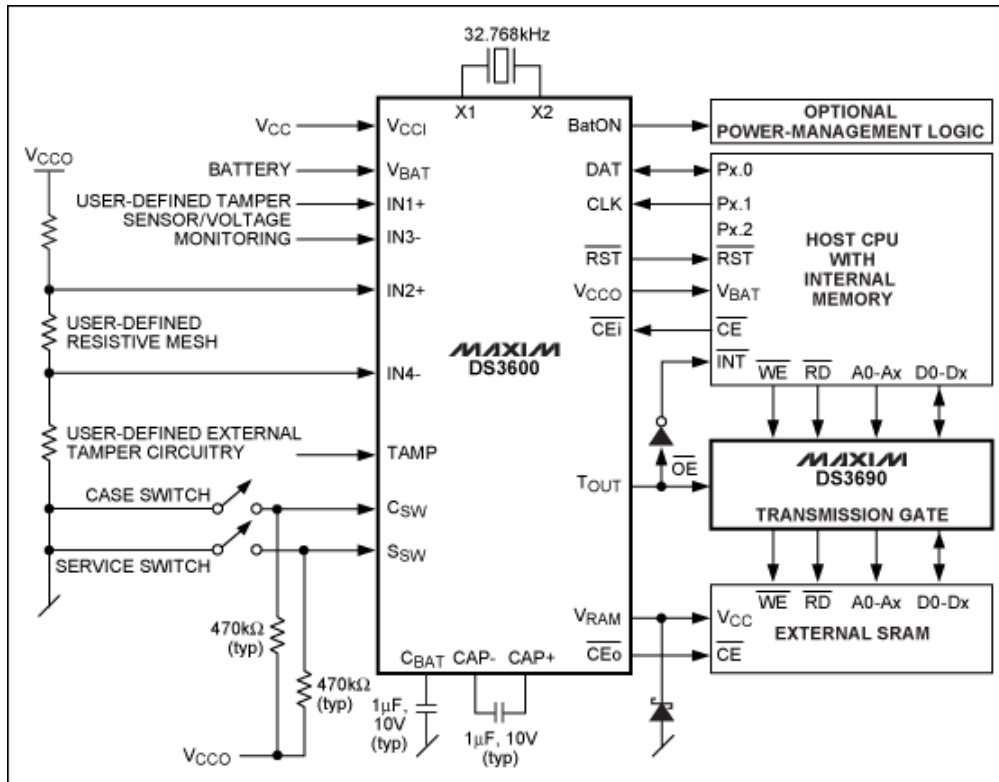 32.768kHz
X1
X2
VCC
VCCI
BatON
OPTIONAL
POWER-MANAGEMENT LOGIC
VCCO
BATTERY
VBAT
DAT
Px.0
USER-DEFINED TAMPER
SENSOR/VOLTAGE
MONITORING
IN1+
IN3-
CLK
Px.1
Px.2
HOST CPU
WITH
INTERNAL
MEMORY
RST
RST
IN2+
VCCO
VBAT
USER-DEFINED
RESISTIVE MESH
CEi
CE
MAXIM
DS3600
INT
IN4-
WE
RD
A0-Ax
D0-Dx
USER-DEFINED EXTERNAL
TAMPER CIRCUITRY
TAMP
OE
MAXIM
DS3690
TOUT
TRANSMISSION GATE
CASE SWITCH
CSW
SERVICE SWITCH
SSW
WE
RD
A0-Ax
D0-Dx
VRAM
VCC
EXTERNAL SRAM
470kΩ
(typ)
CEo
CE
CBAT
CAP-
CAP+
470kΩ
(typ)
1µF,
10V
(typ)
1µF, 10V
(typ)
VCCO